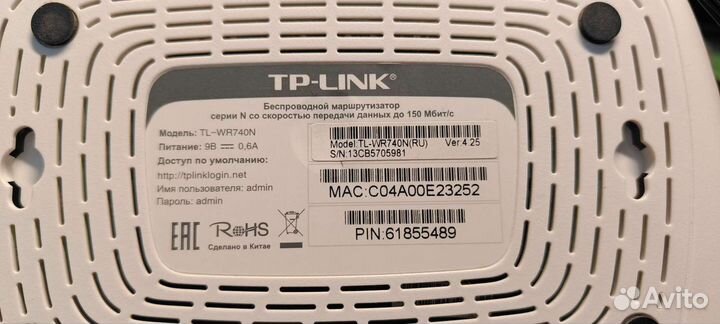 TP-LINK®
Беспроводной маршрутизатор
серии N со скоростью передачи данных до 150 Мбит/с
Модель: TL-WR740N
Питание: 9В ⎓ 0,6А
Доступ по умолчанию:
http://tplinklogin.net
Имя пользователя: admin
Пароль: admin
Model:TL-WR740N(RU) Ver:4.25
S/N:13CB5705981
MAC:C04A00E23252
PIN:61855489
EAC RoHS
Сделано в Китае
Avito